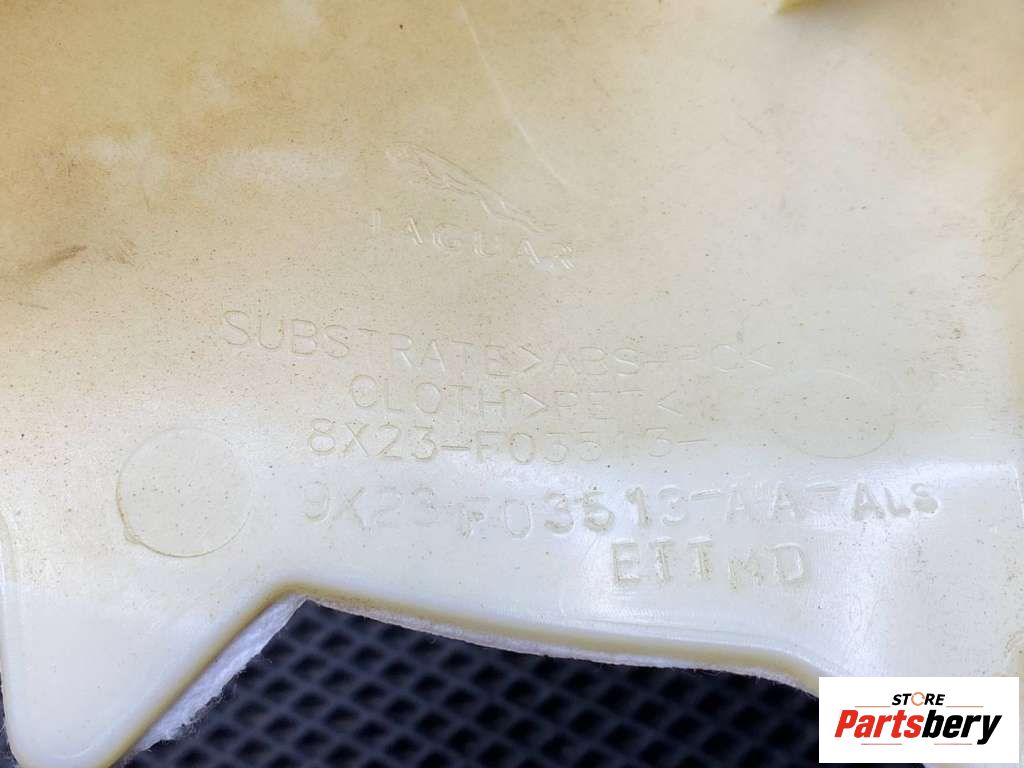 JAGUAR
SUBSTRATE>ABS+PC<
CLOTH>PET<
8X23-F03513-
9X23-F03513-AA-ALS
ETTMD
STORE
Partsbery